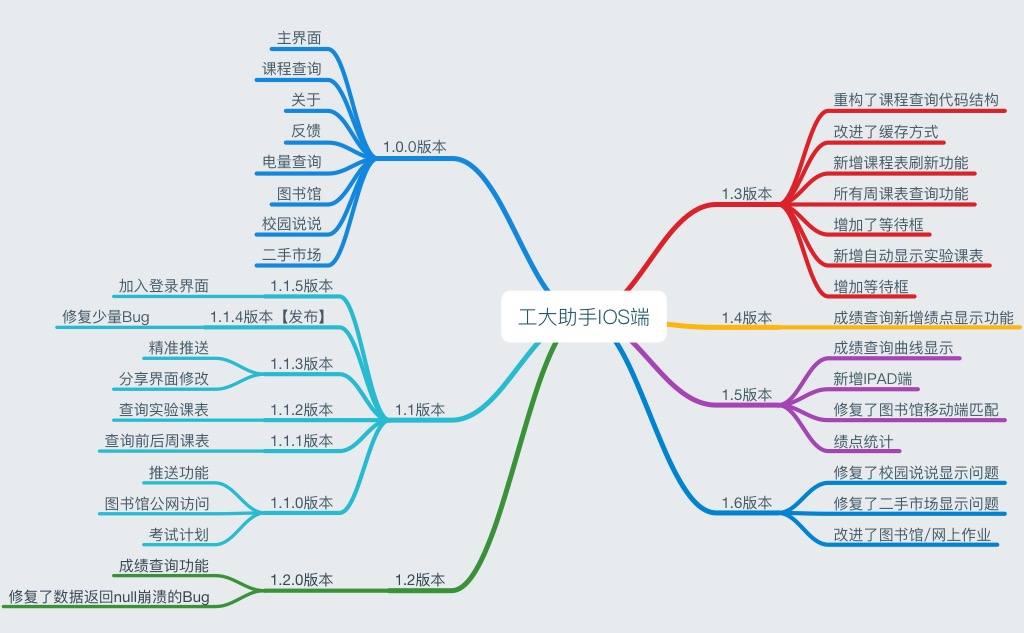 工大助手IOS端
1.0.0版本
主界面
课程查询
关于
反馈
电量查询
图书馆
校园说说
二手市场
1.1版本
1.1.5版本
加入登录界面
1.1.4版本【发布】
修复少量Bug
1.1.3版本
精准推送
分享界面修改
1.1.2版本
查询实验课表
1.1.1版本
查询前后周课表
1.1.0版本
推送功能
图书馆公网访问
考试计划
1.2版本
1.2.0版本
成绩查询功能
修复了数据返回null崩溃的Bug
1.3版本
重构了课程查询代码结构
改进了缓存方式
新增课程表刷新功能
所有周课表查询功能
增加了等待框
新增自动显示实验课表
增加等待框
1.4版本
成绩查询新增绩点显示功能
1.5版本
成绩查询曲线显示
新增IPAD端
修复了图书馆移动端匹配
绩点统计
1.6版本
修复了校园说说显示问题
修复了二手市场显示问题
改进了图书馆/网上作业